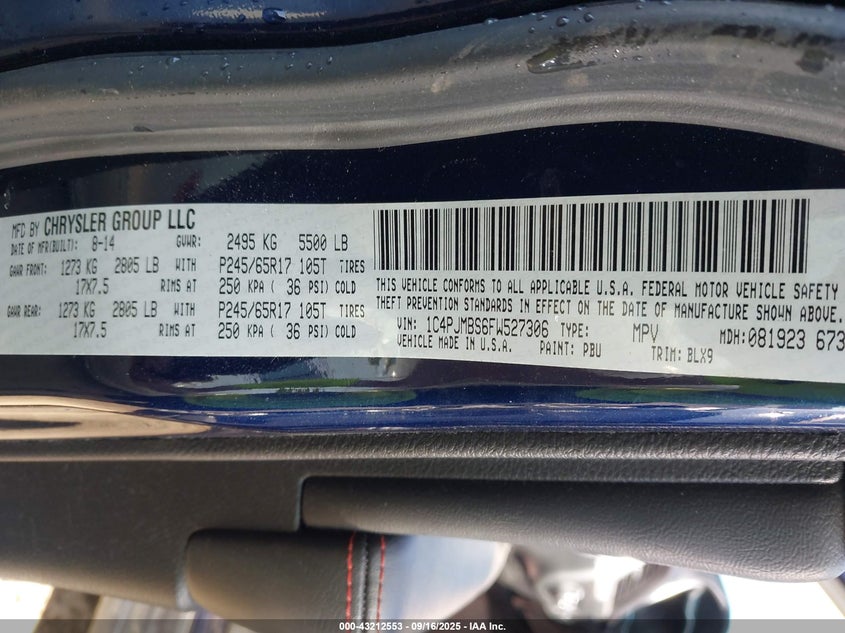 MFD BY CHRYSLER GROUP LLC
DATE OF MFR(BUILT): 8-14 GVWR: 2495 KG 5500 LB
GAWR FRONT: 1273 KG 2805 LB WITH P245/65R17 105T TIRES
17X7.5 RIMS AT 250 KPA ( 36 PSI) COLD
GAWR REAR: 1273 KG 2805 LB WITH P245/65R17 105T TIRES
17X7.5 RIMS AT 250 KPA ( 36 PSI) COLD
THIS VEHICLE CONFORMS TO ALL APPLICABLE U.S.A. FEDERAL MOTOR VEHICLE SAFETY
THEFT PREVENTION STANDARDS IN EFFECT ON THE DATE OF MANUFACTURE SHOWN ABOVE.
VIN: 1C4PJMBS6FW527306 TYPE: MPV MDH:081923 673
VEHICLE MADE IN U.S.A. PAINT: PBU TRIM: BLX9
000-43212553 - 09/16/2025 - IAA Inc.